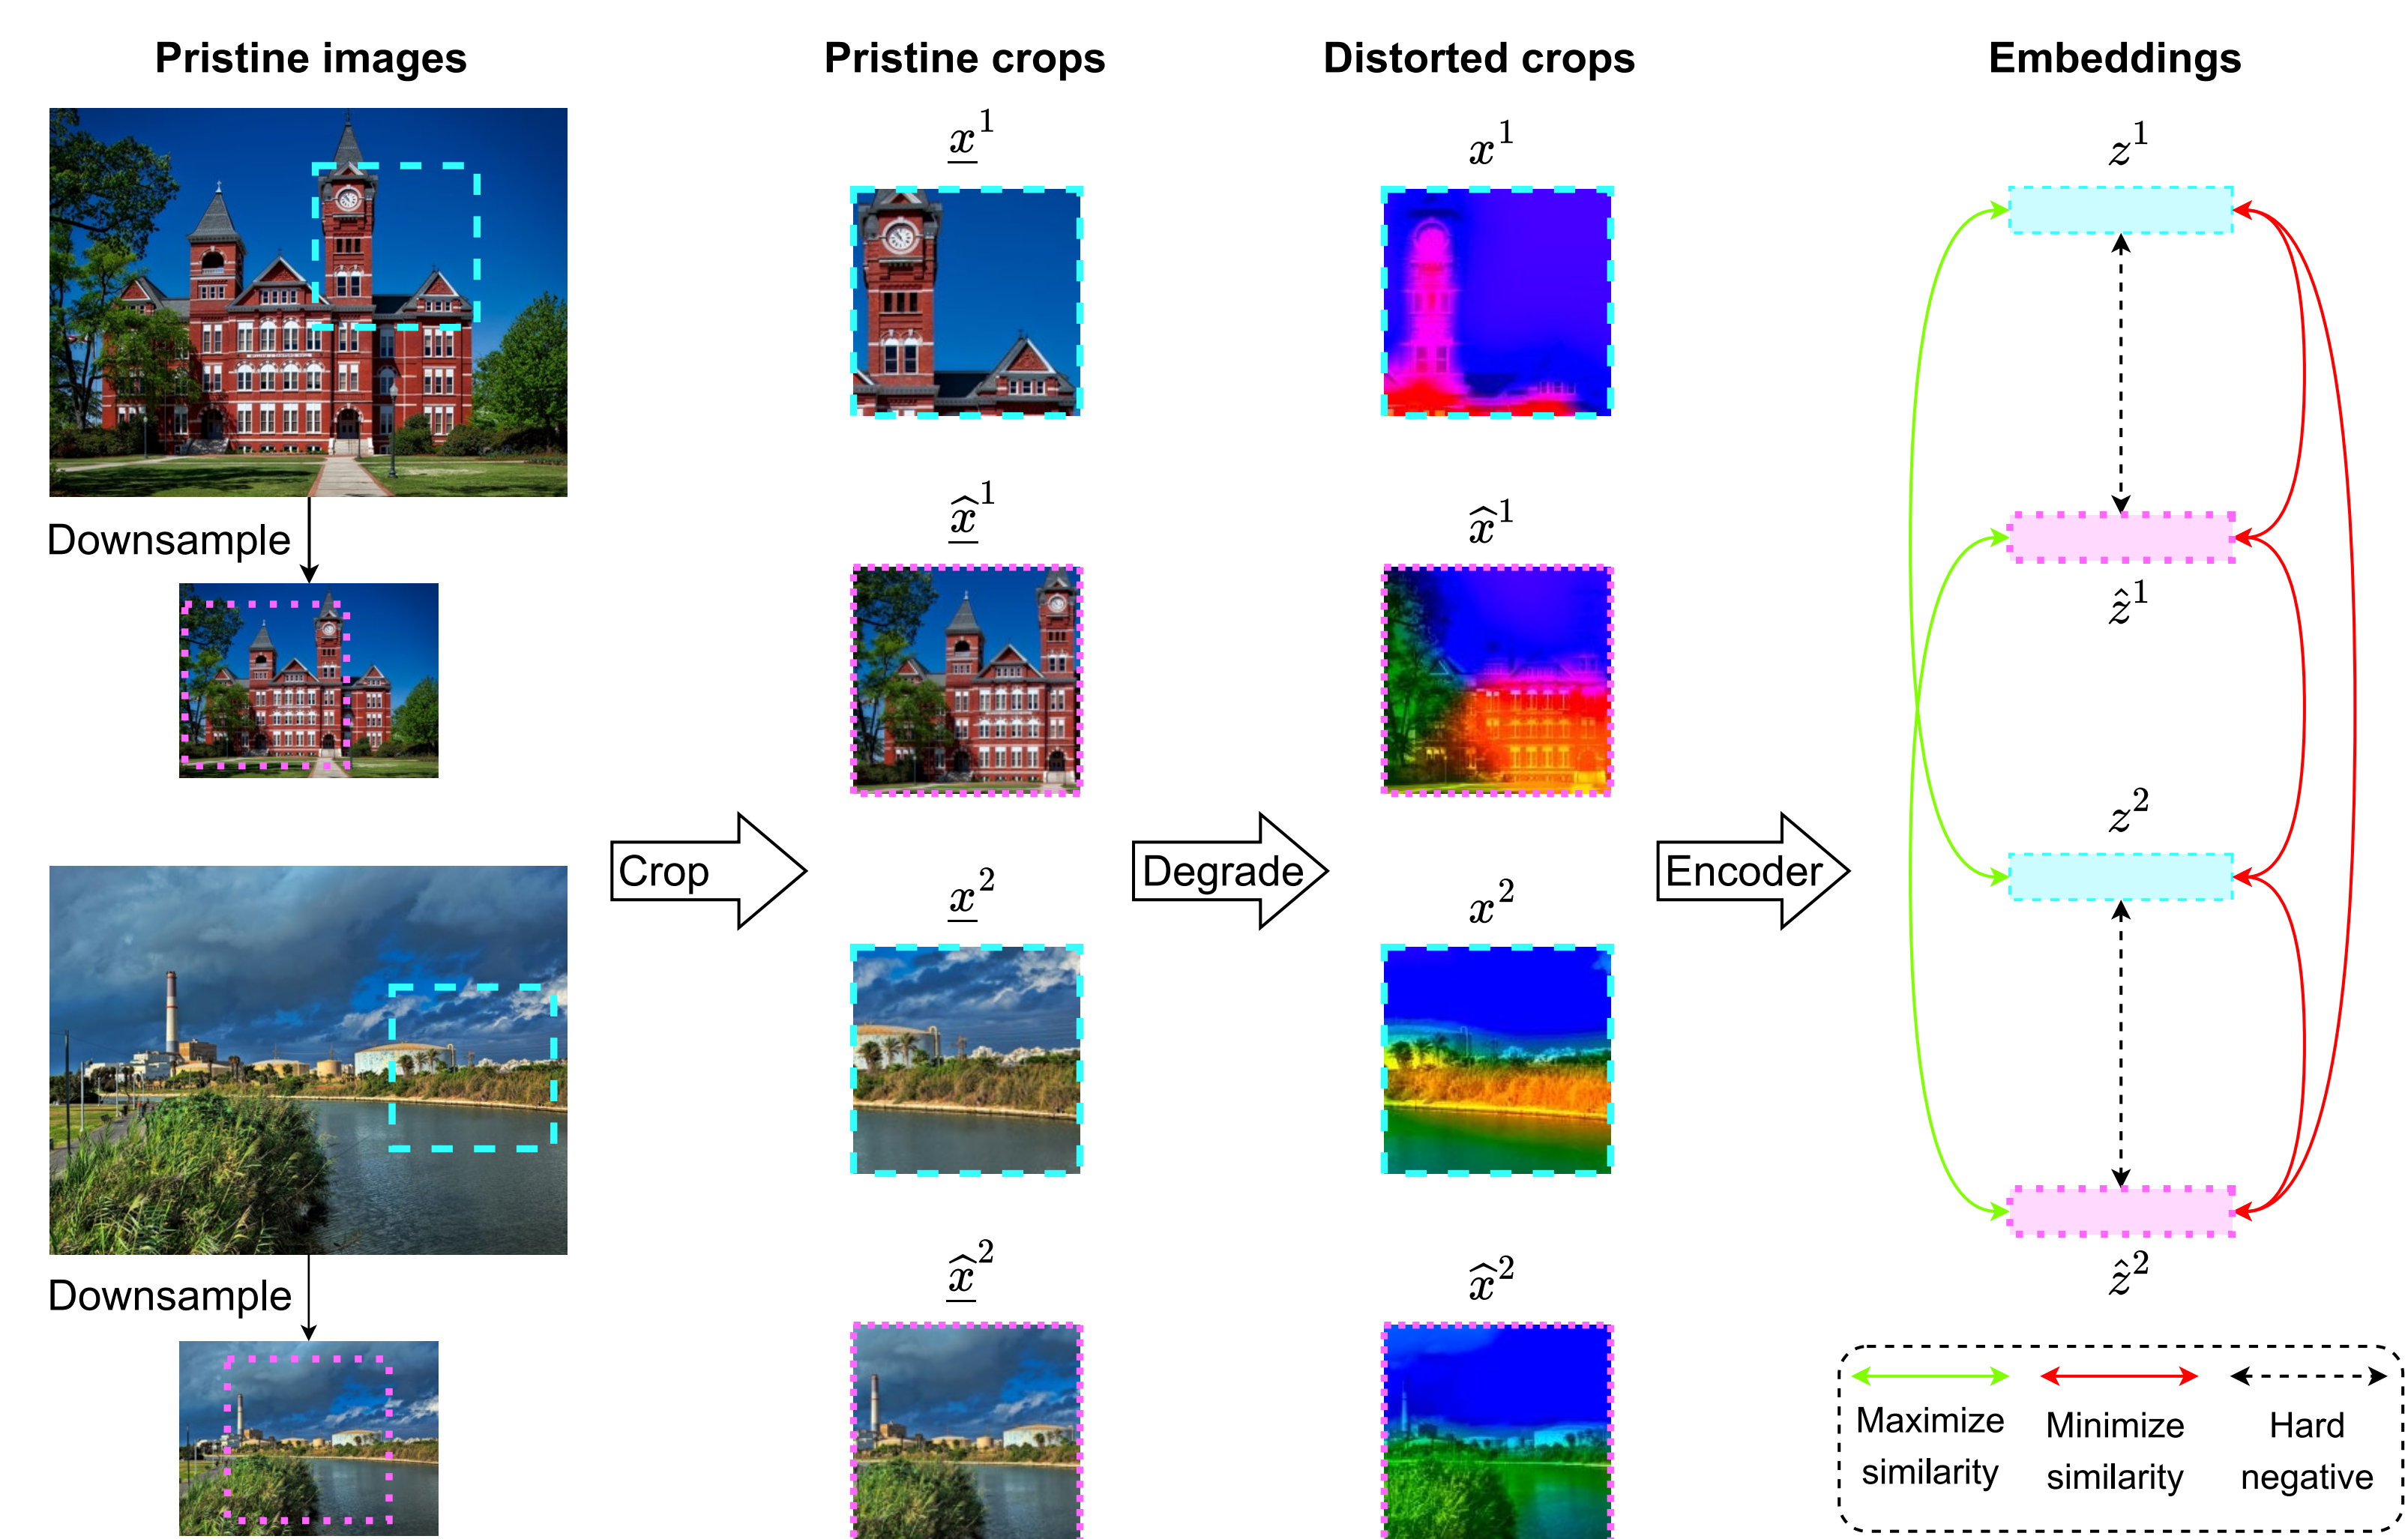 Pristine images
Pristine crops
Distorted crops
Embeddings
x¹
x¹
z¹
Downsample
x̂¹
x̂¹
ẑ¹
Crop
Degrade
Encoder
x²
x²
z²
Downsample
x̂²
x̂²
ẑ²
Maximize
similarity
Minimize
similarity
Hard
negative